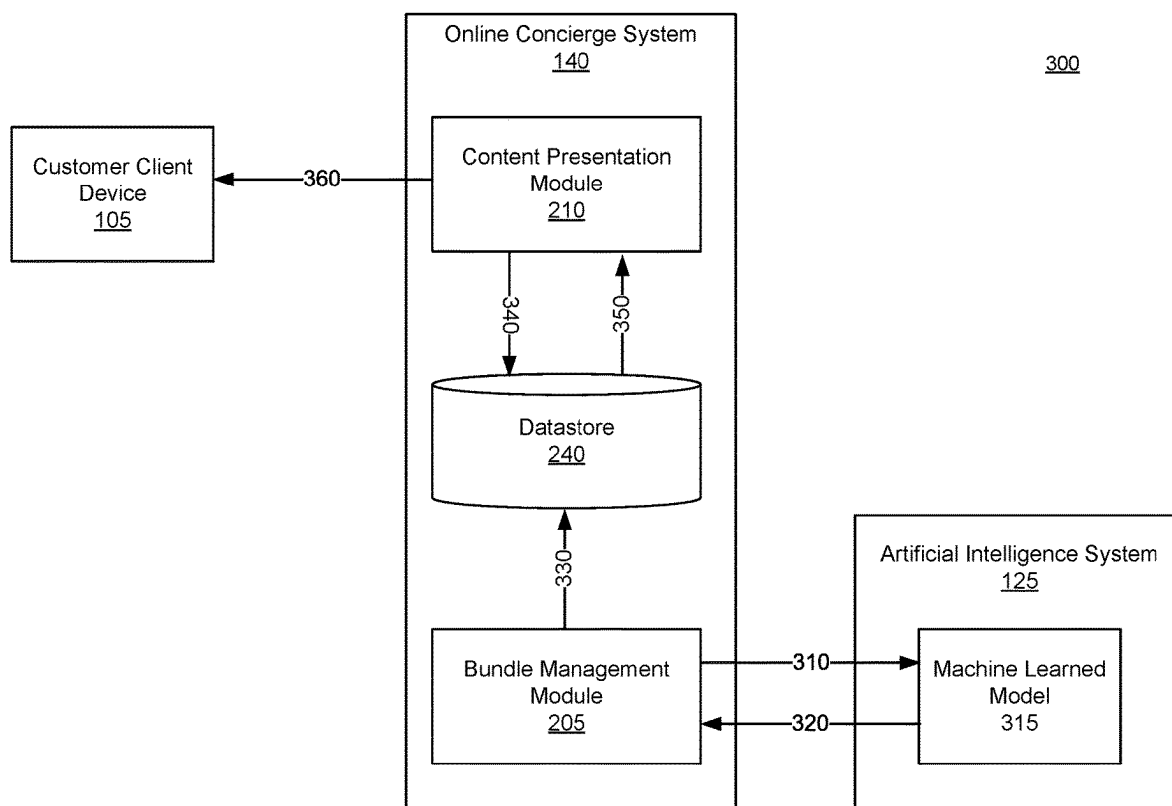 Online Concierge System
140
300
Customer Client
Device
105
360
Content Presentation
Module
210
340
350
Datastore
240
330
Bundle Management
Module
205
310
320
Artificial Intelligence System
125
Machine Learned
Model
315